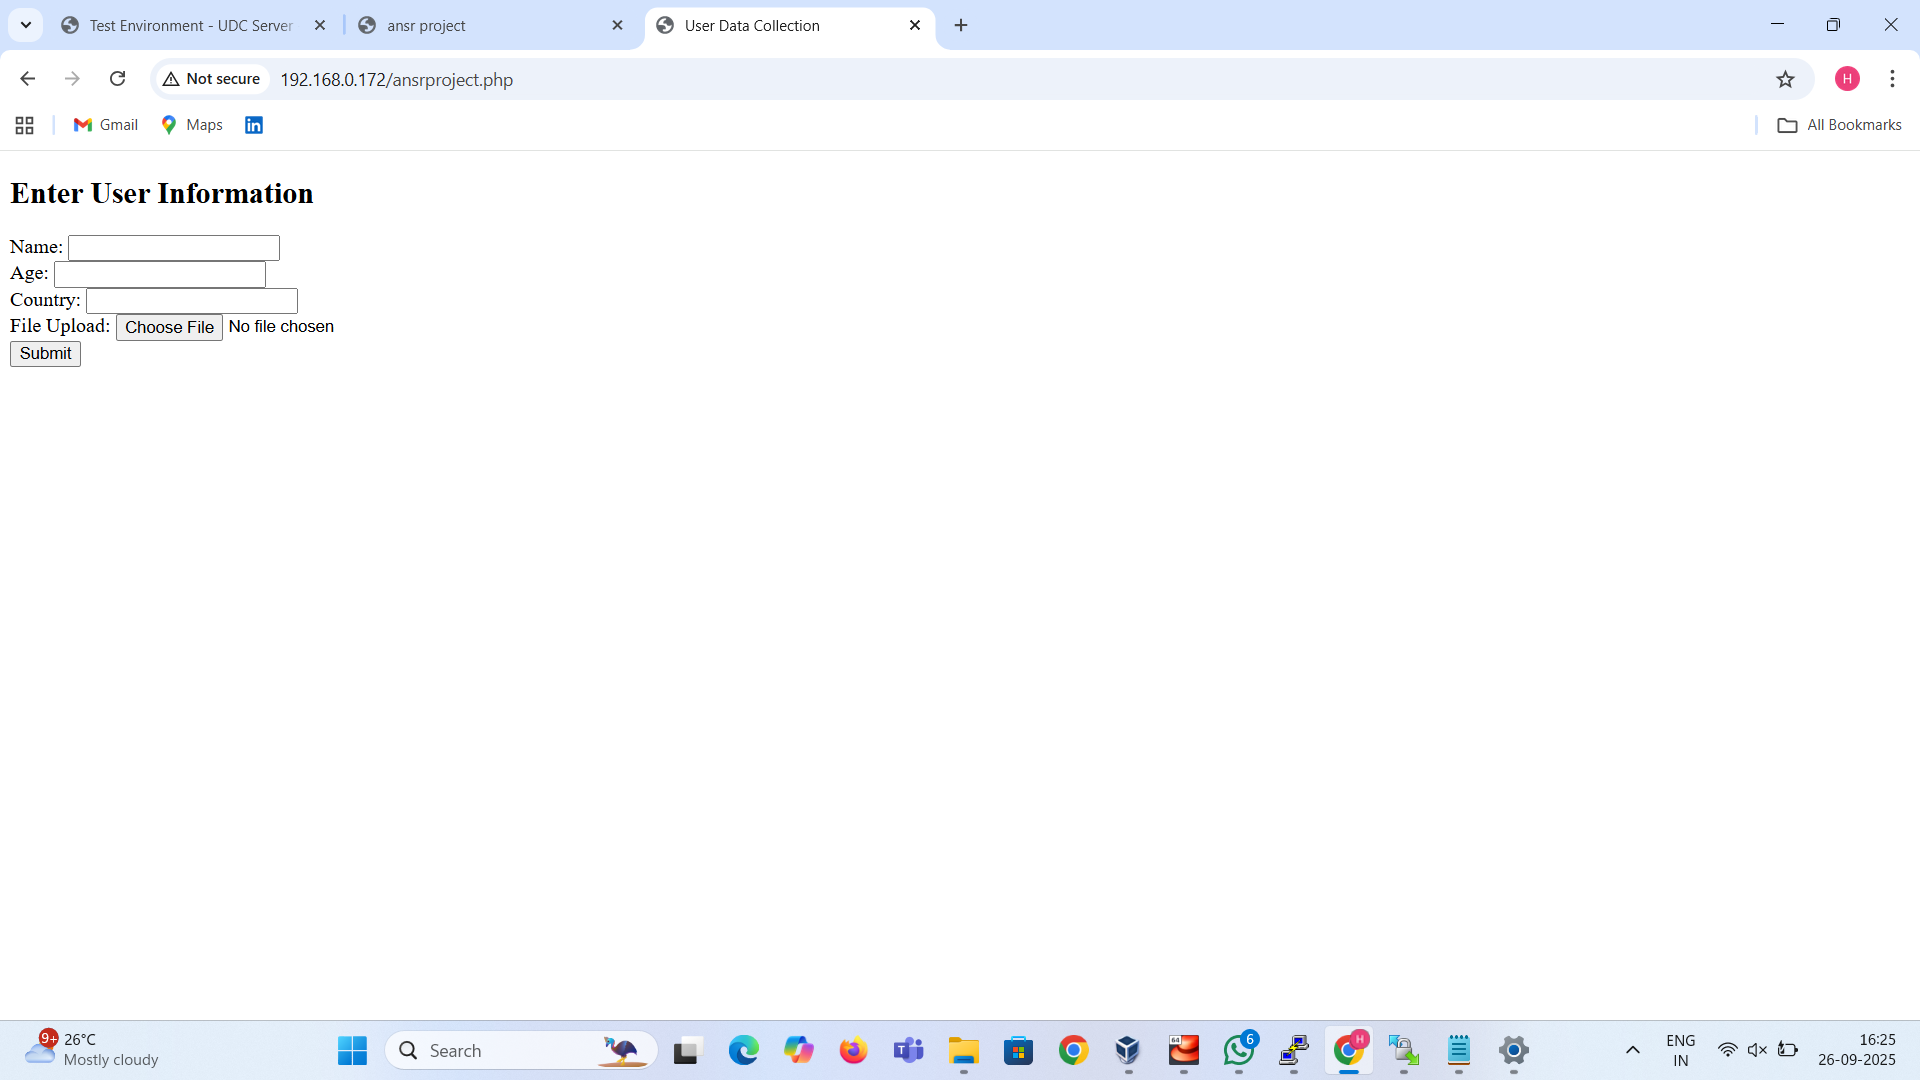 Test Environment - UDC Server
ansr project
User Data Collection
Not secure
192.168.0.172/ansrproject.php
H
Gmail
Maps
in
All Bookmarks
Enter User Information
Name:
Age:
Country:
File Upload: Choose File No file chosen
Submit
9+
26°C
Mostly cloudy
Search
64
6
H
ENG
IN
16:25
26-09-2025